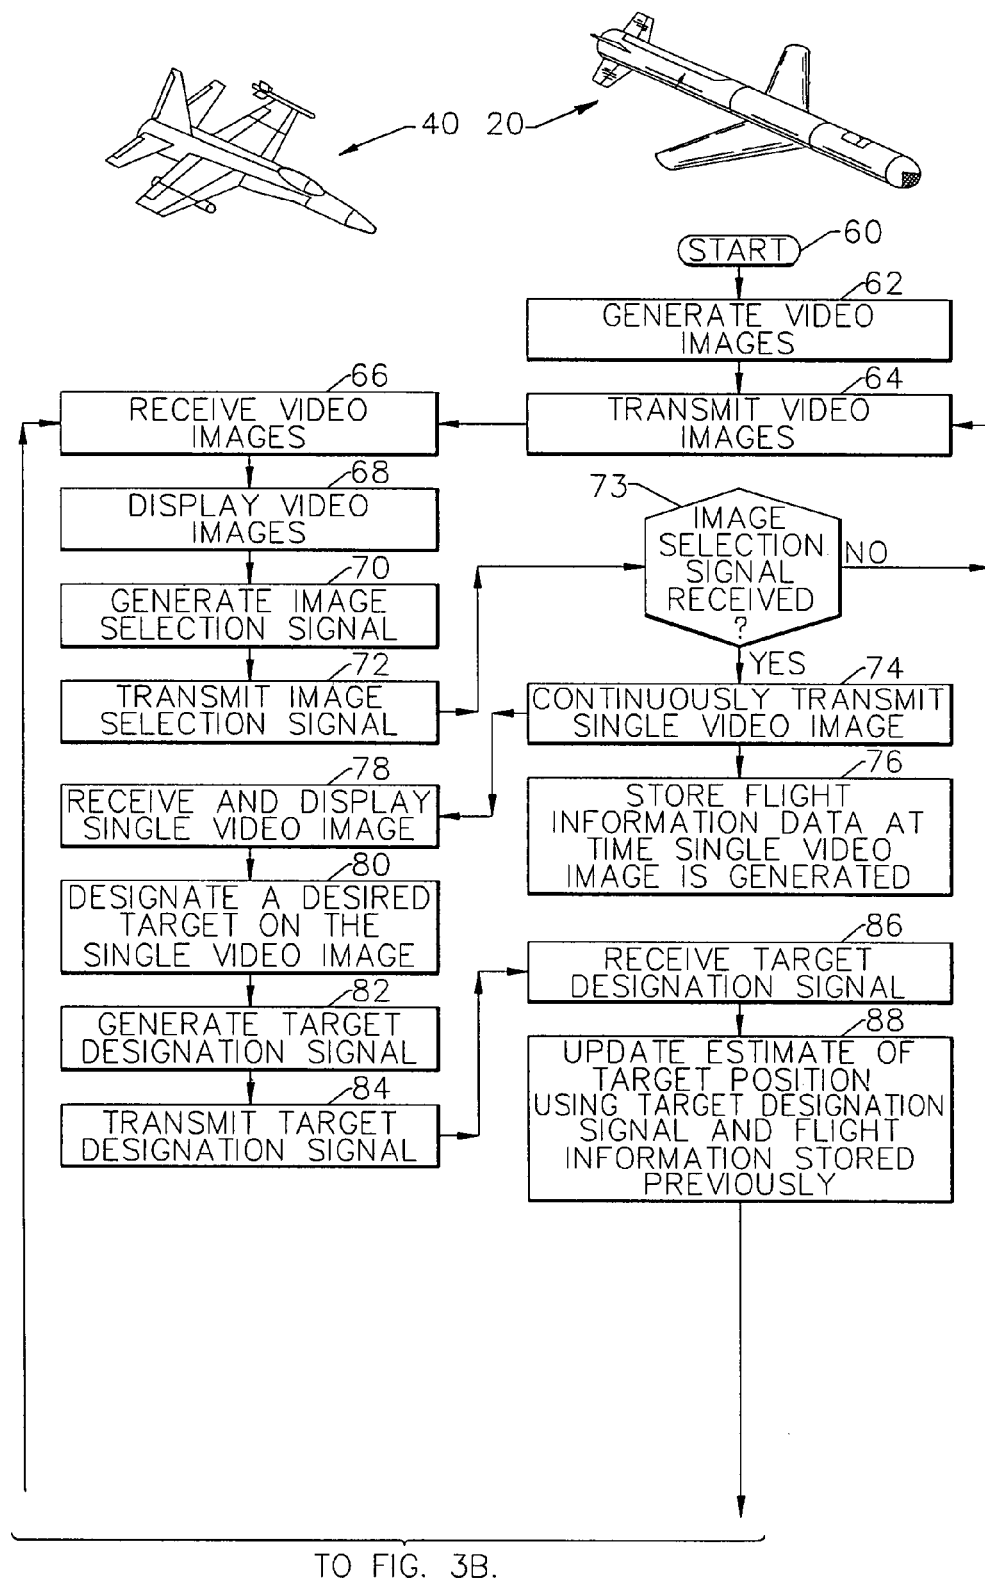 40 20
60
START
62
GENERATE VIDEO
IMAGES
66
RECEIVE VIDEO
IMAGES
64
TRANSMIT VIDEO
IMAGES
68
DISPLAY VIDEO
IMAGES
73
IMAGE
SELECTION
SIGNAL
RECEIVED
?
NO
YES
70
GENERATE IMAGE
SELECTION SIGNAL
72
TRANSMIT IMAGE
SELECTION SIGNAL
74
CONTINUOUSLY TRANSMIT
SINGLE VIDEO IMAGE
78
RECEIVE AND DISPLAY
SINGLE VIDEO IMAGE
76
STORE FLIGHT
INFORMATION DATA AT
TIME SINGLE VIDEO
IMAGE IS GENERATED
80
DESIGNATE A DESIRED
TARGET ON THE
SINGLE VIDEO IMAGE
86
RECEIVE TARGET
DESIGNATION SIGNAL
82
GENERATE TARGET
DESIGNATION SIGNAL
88
UPDATE ESTIMATE OF
TARGET POSITION
USING TARGET DESIGNATION
SIGNAL AND FLIGHT
INFORMATION STORED
PREVIOUSLY
84
TRANSMIT TARGET
DESIGNATION SIGNAL
TO FIG. 3B.